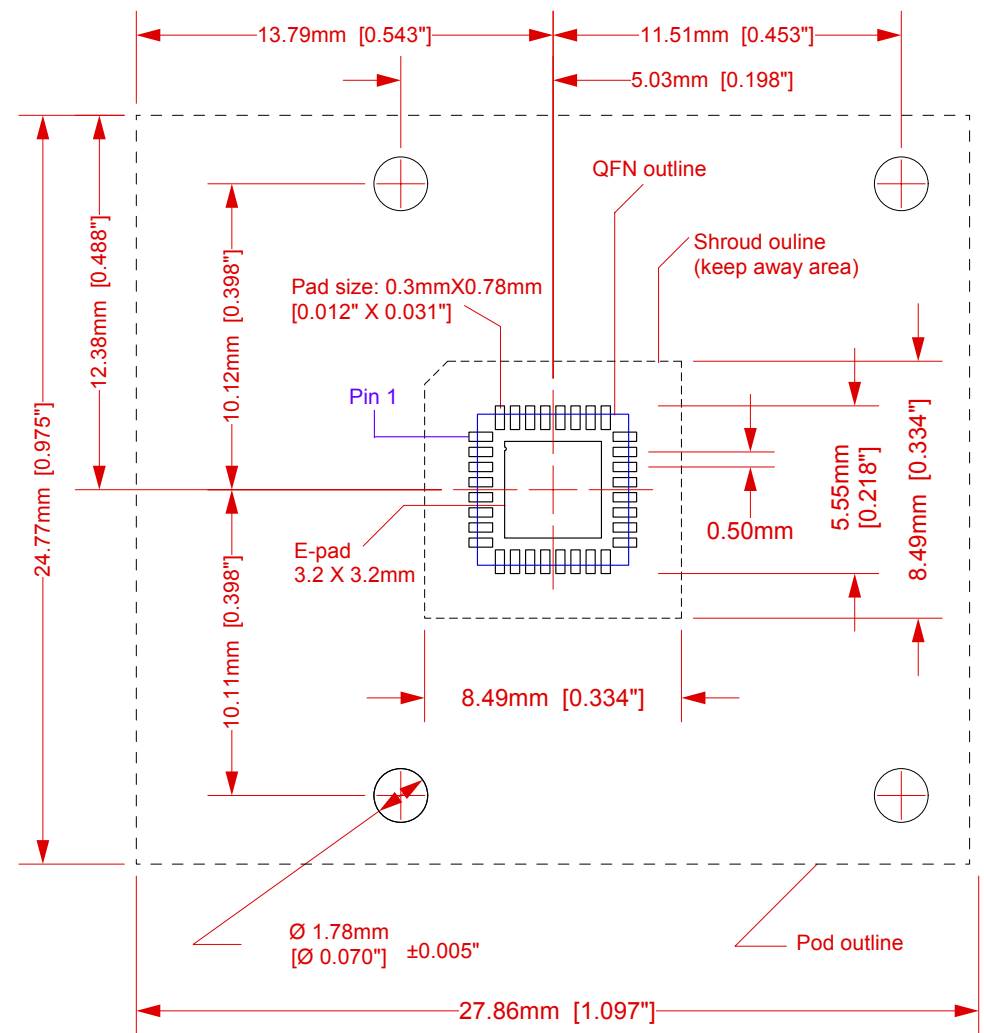 13.79mm [0.543"]
11.51mm [0.453"]
5.03mm [0.198"]
QFN outline
Shroud ouline
(keep away area)
Pad size: 0.3mmX0.78mm
[0.012" X 0.031"]
Pin 1
12.38mm [0.488"]
10.12mm [0.398"]
24.77mm [0.975"]
10.11mm [0.398"]
E-pad
3.2 X 3.2mm
0.50mm
5.55mm
[0.218"]
8.49mm [0.334"]
8.49mm [0.334"]
Ø 1.78mm
[Ø 0.070"] ±0.005"
Pod outline
27.86mm [1.097"]